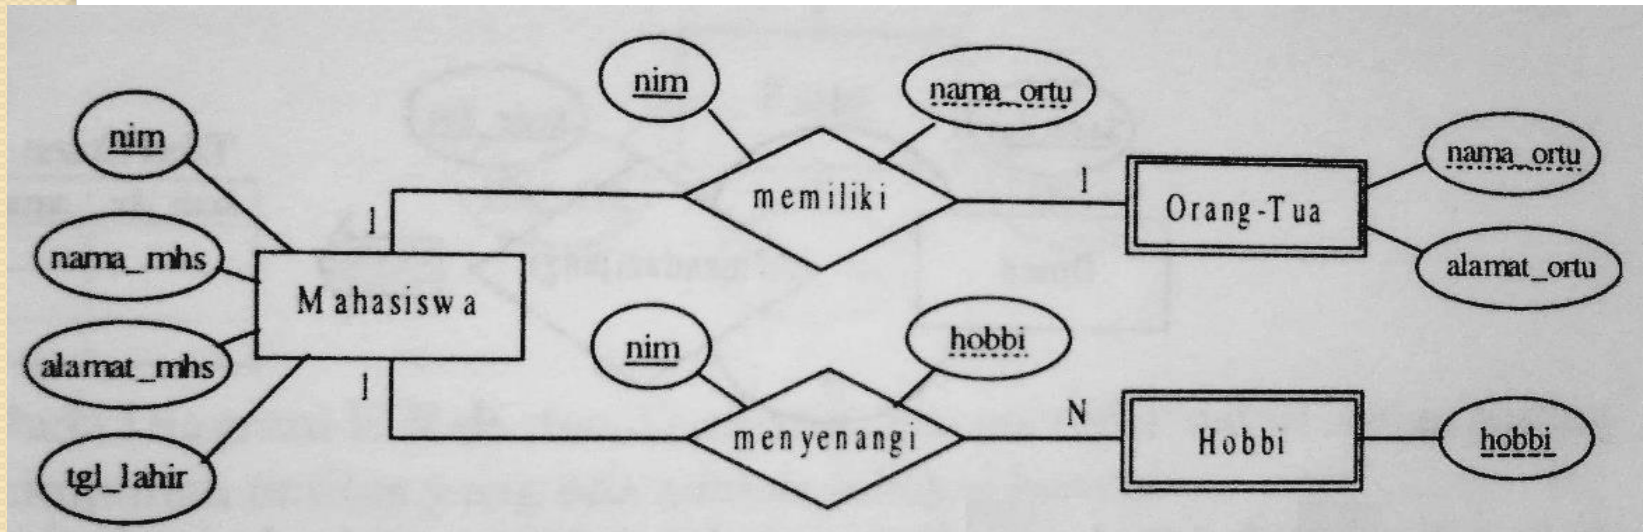 nim
nama_ortu
nim
nama_ortu
memiliki
1
Orang-Tua
1
nama_mhs
alamat_ortu
Mahasiswa
nim
hobbi
alamat_mhs
1
N
menyenangi
Hobbi
hobbi
tgl_lahir